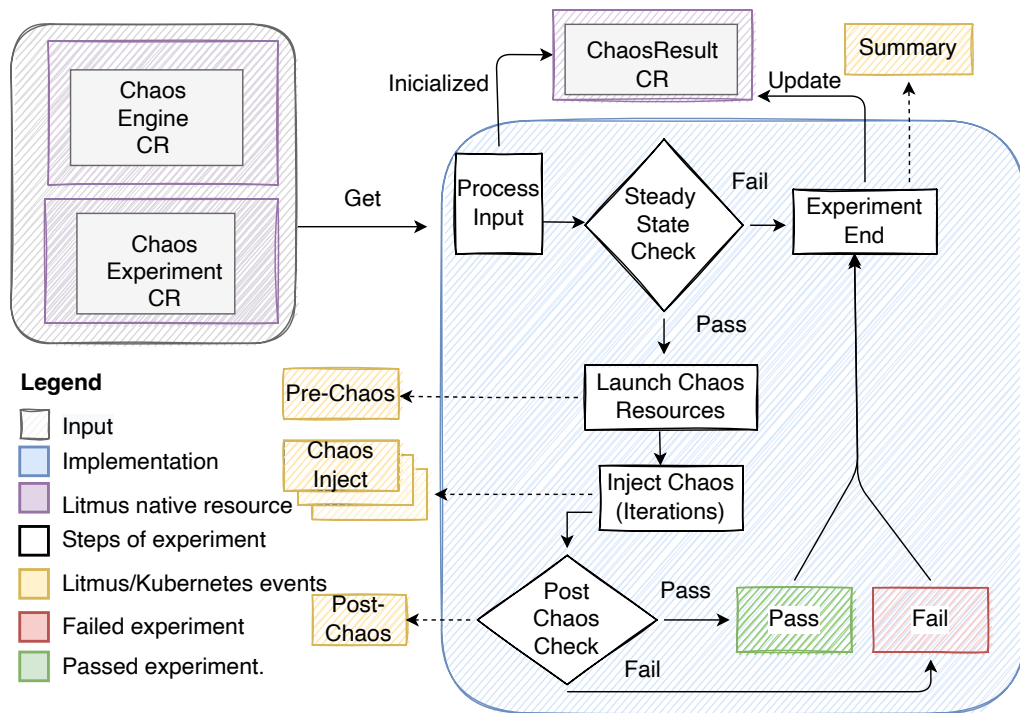 Chaos
Engine
CR
Chaos
Experiment
CR
Get
Inicialized
ChaosResult
CR
Update
Summary
Process
Input
Steady
State
Check
Fail
Experiment
End
Pass
Launch Chaos
Resources
Pre-Chaos
Chaos
Inject
Inject Chaos
(Iterations)
Post-
Chaos
Post
Chaos
Check
Pass
Fail
Pass
Fail
Legend
Input
Implementation
Litmus native resource
Steps of experiment
Litmus/Kubernetes events
Failed experiment
Passed experiment.